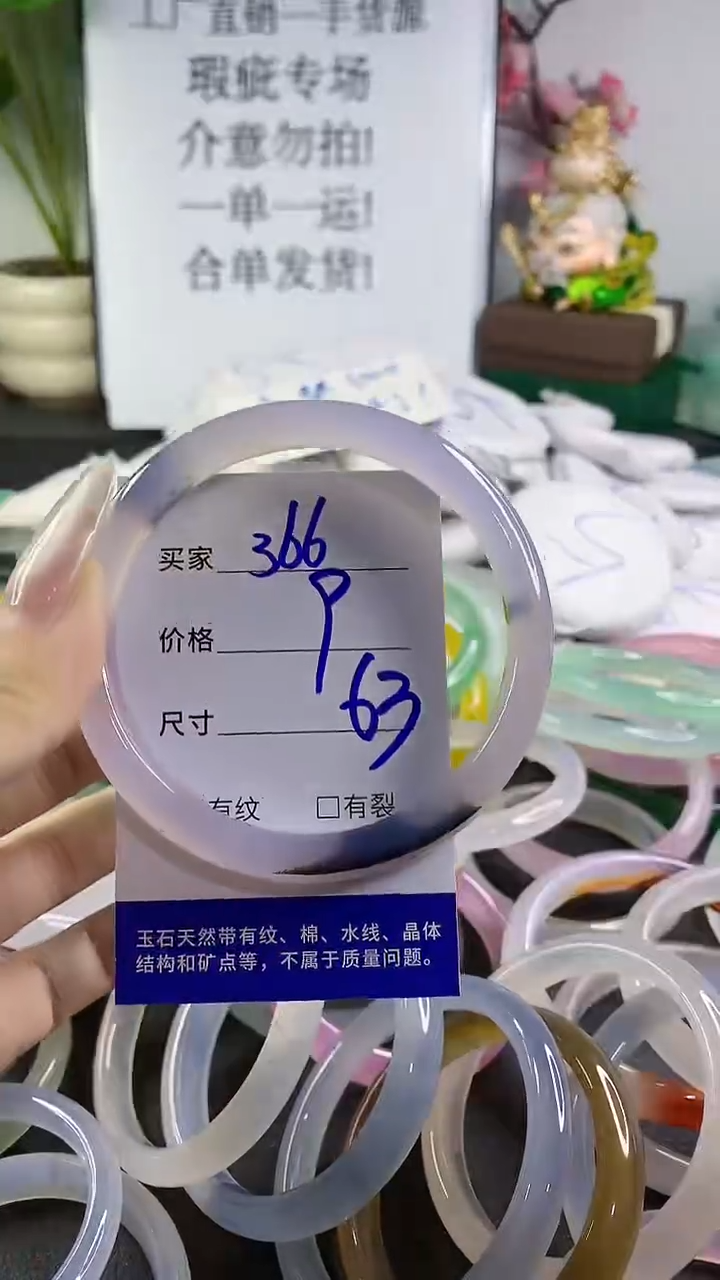 工厂直销一手货源
瑕疵专场
介意勿拍!
一单一运!
合单发货!
买家 366
价格 P
尺寸 63
有纹 □有裂
玉石天然带有纹、棉、水线、晶体
结构和矿点等，不属于质量问题。